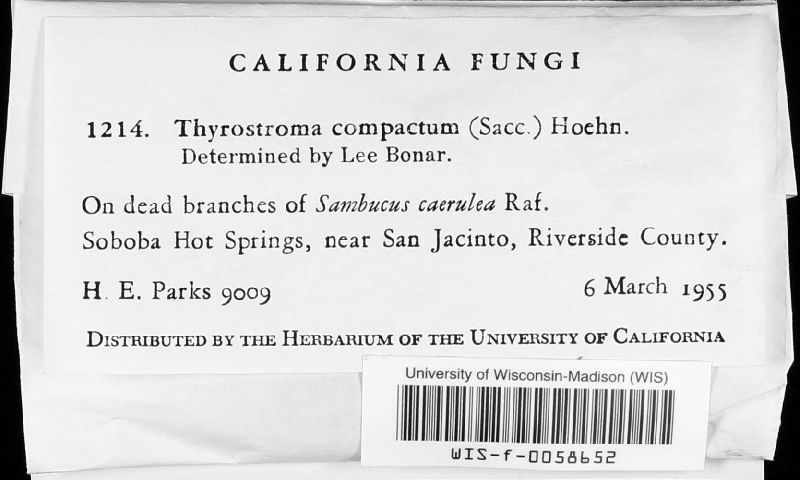 CALIFORNIA FUNGI
1214. Thyrostroma compactum (Sacc.) Hoehn.
Determined by Lee Bonar.
On dead branches of Sambucus caerulea Raf.
Soboba Hot Springs, near San Jacinto, Riverside County.
H. E. Parks 9009 6 March 1955
DISTRIBUTED BY THE HERBARIUM OF THE UNIVERSITY OF CALIFORNIA
University of Wisconsin-Madison (WIS)
WIS-f-0058652